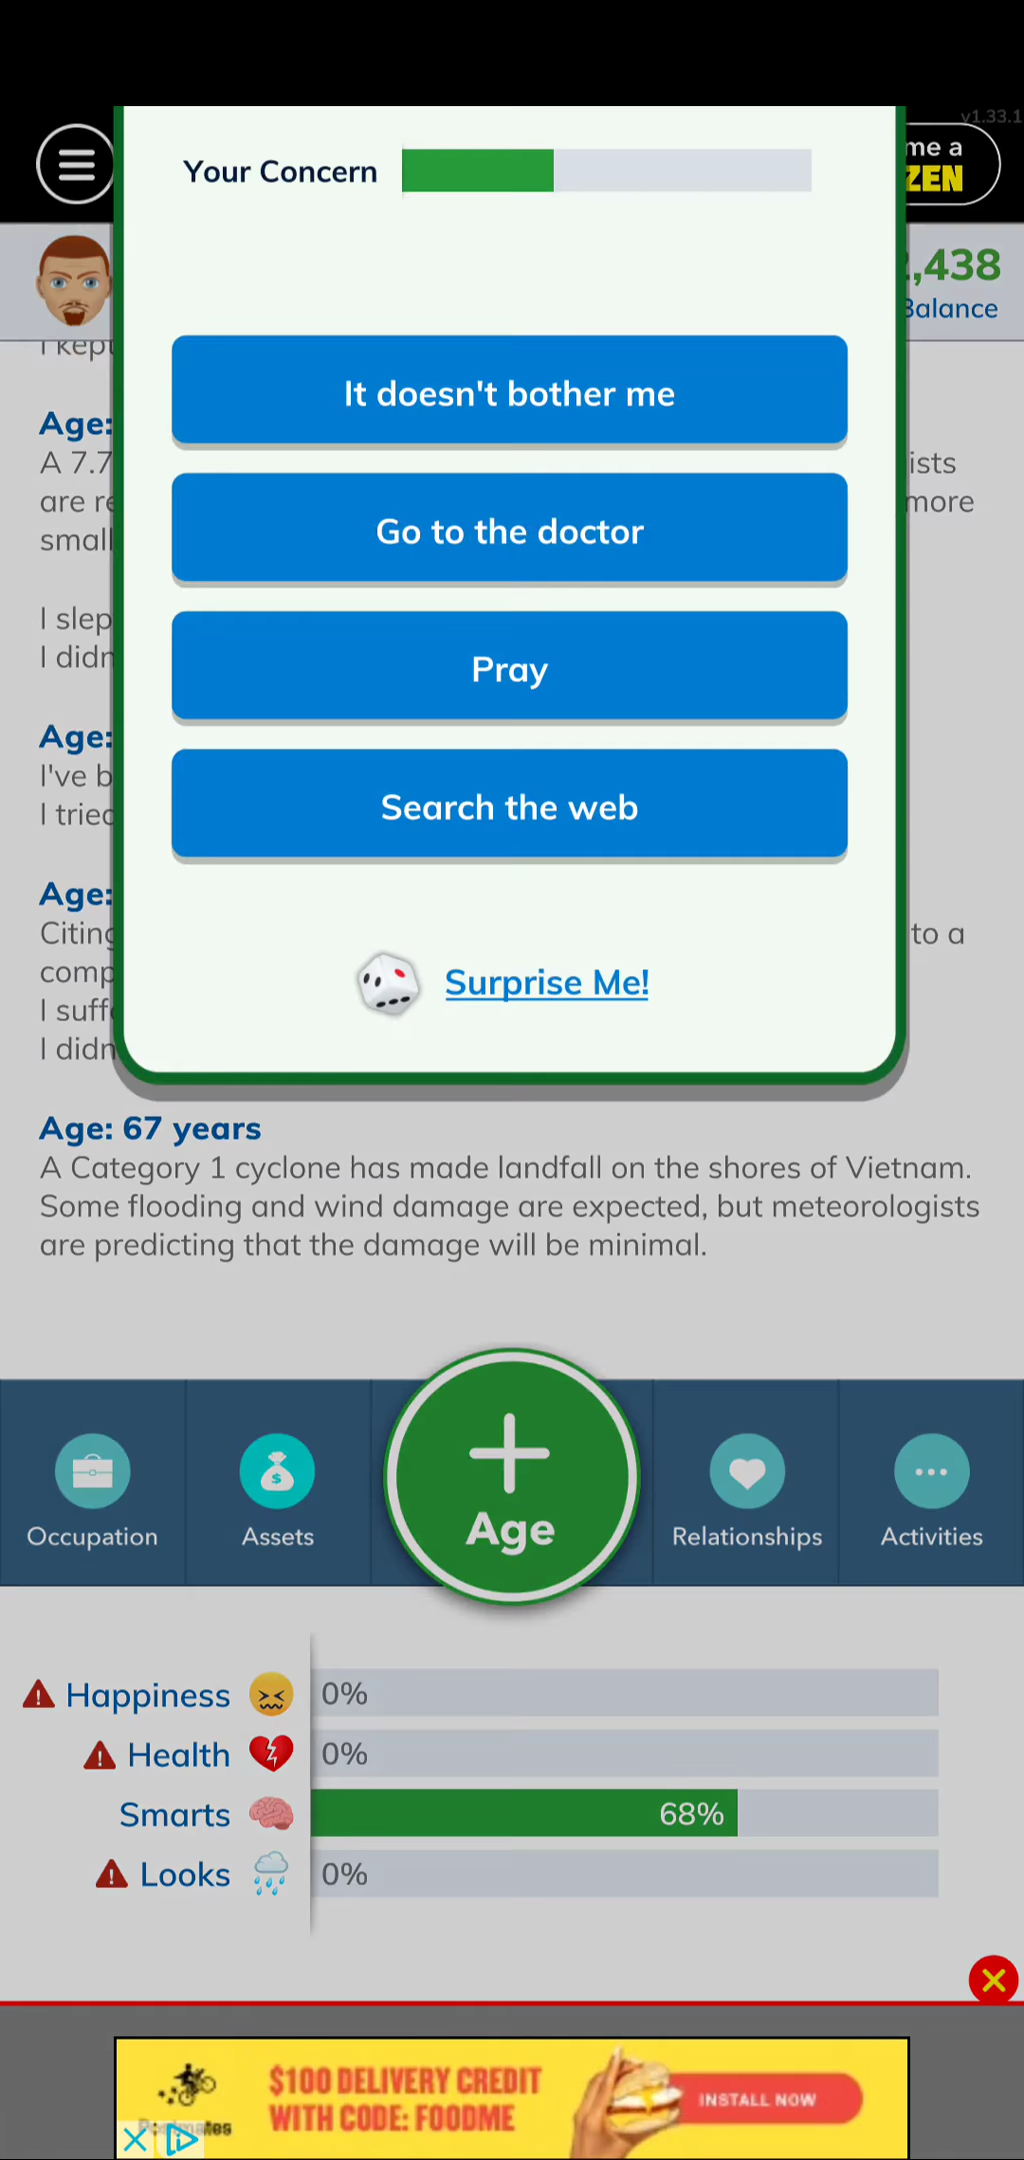 v1.33.1
Your Concern
me a
ZEN
,438
Balance
I kept
It doesn't bother me
Age:
A 7.7
ists
Go to the doctor
are re
more
small
I slep
I didn
Pray
Age:
I've b
I tried
Search the web
Age:
Citing
to a
comp
Surprise Me!
I suff
I didn
Age: 67 years
A Category 1 cyclone has made landfall on the shores of Vietnam.
Some flooding and wind damage are expected, but meteorologists
are predicting that the damage will be minimal.
Occupation
Assets
Age
Relationships
Activities
Happiness 0%
Health 0%
Smarts 68%
Looks 0%
$100 DELIVERY CREDIT
WITH CODE: FOODME
INSTALL NOW